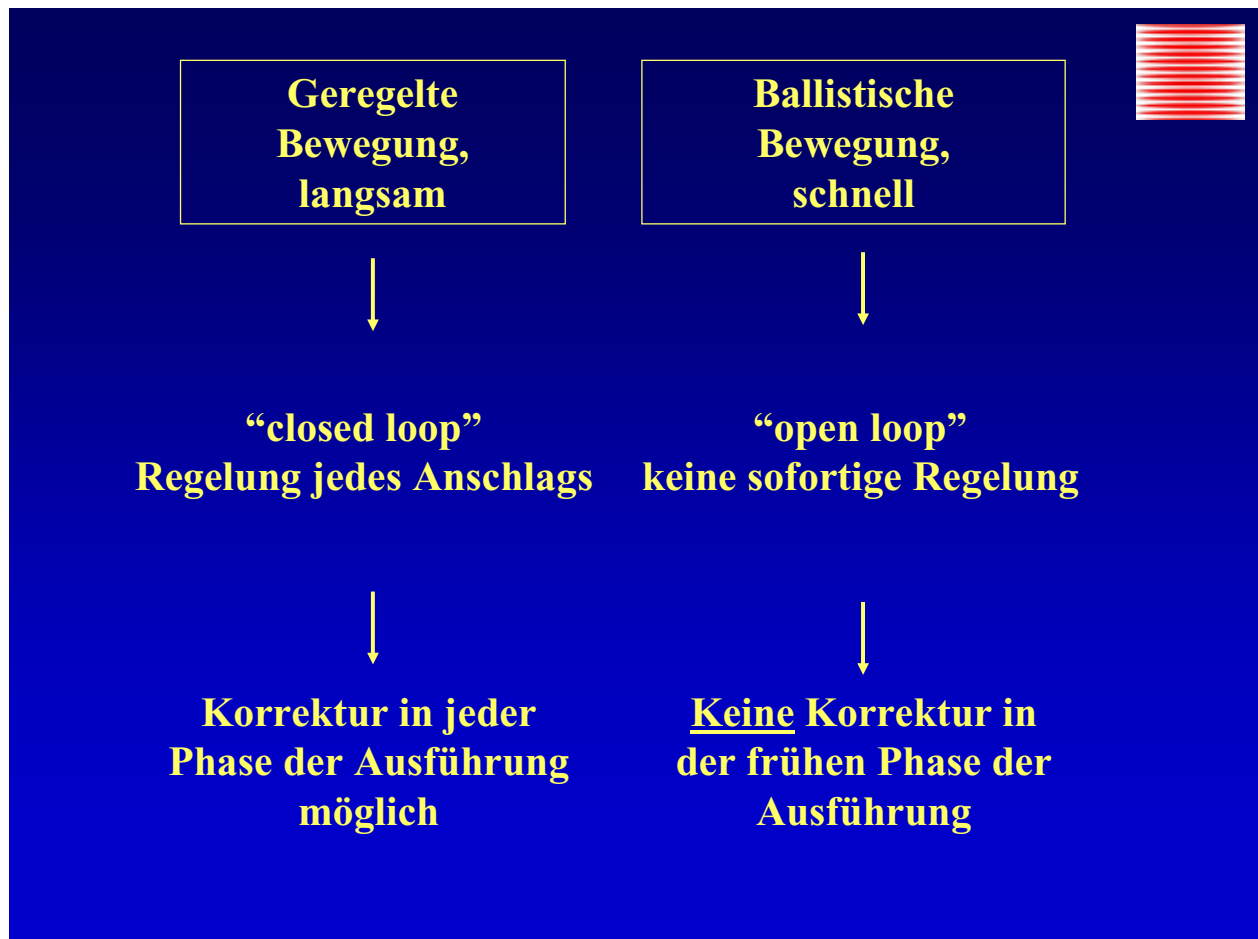 Geregelte
Bewegung,
langsam
Ballistische
Bewegung,
schnell
“closed loop”
Regelung jedes Anschlags
“open loop”
keine sofortige Regelung
Korrektur in jeder
Phase der Ausführung
möglich
Keine Korrektur in
der frühen Phase der
Ausführung